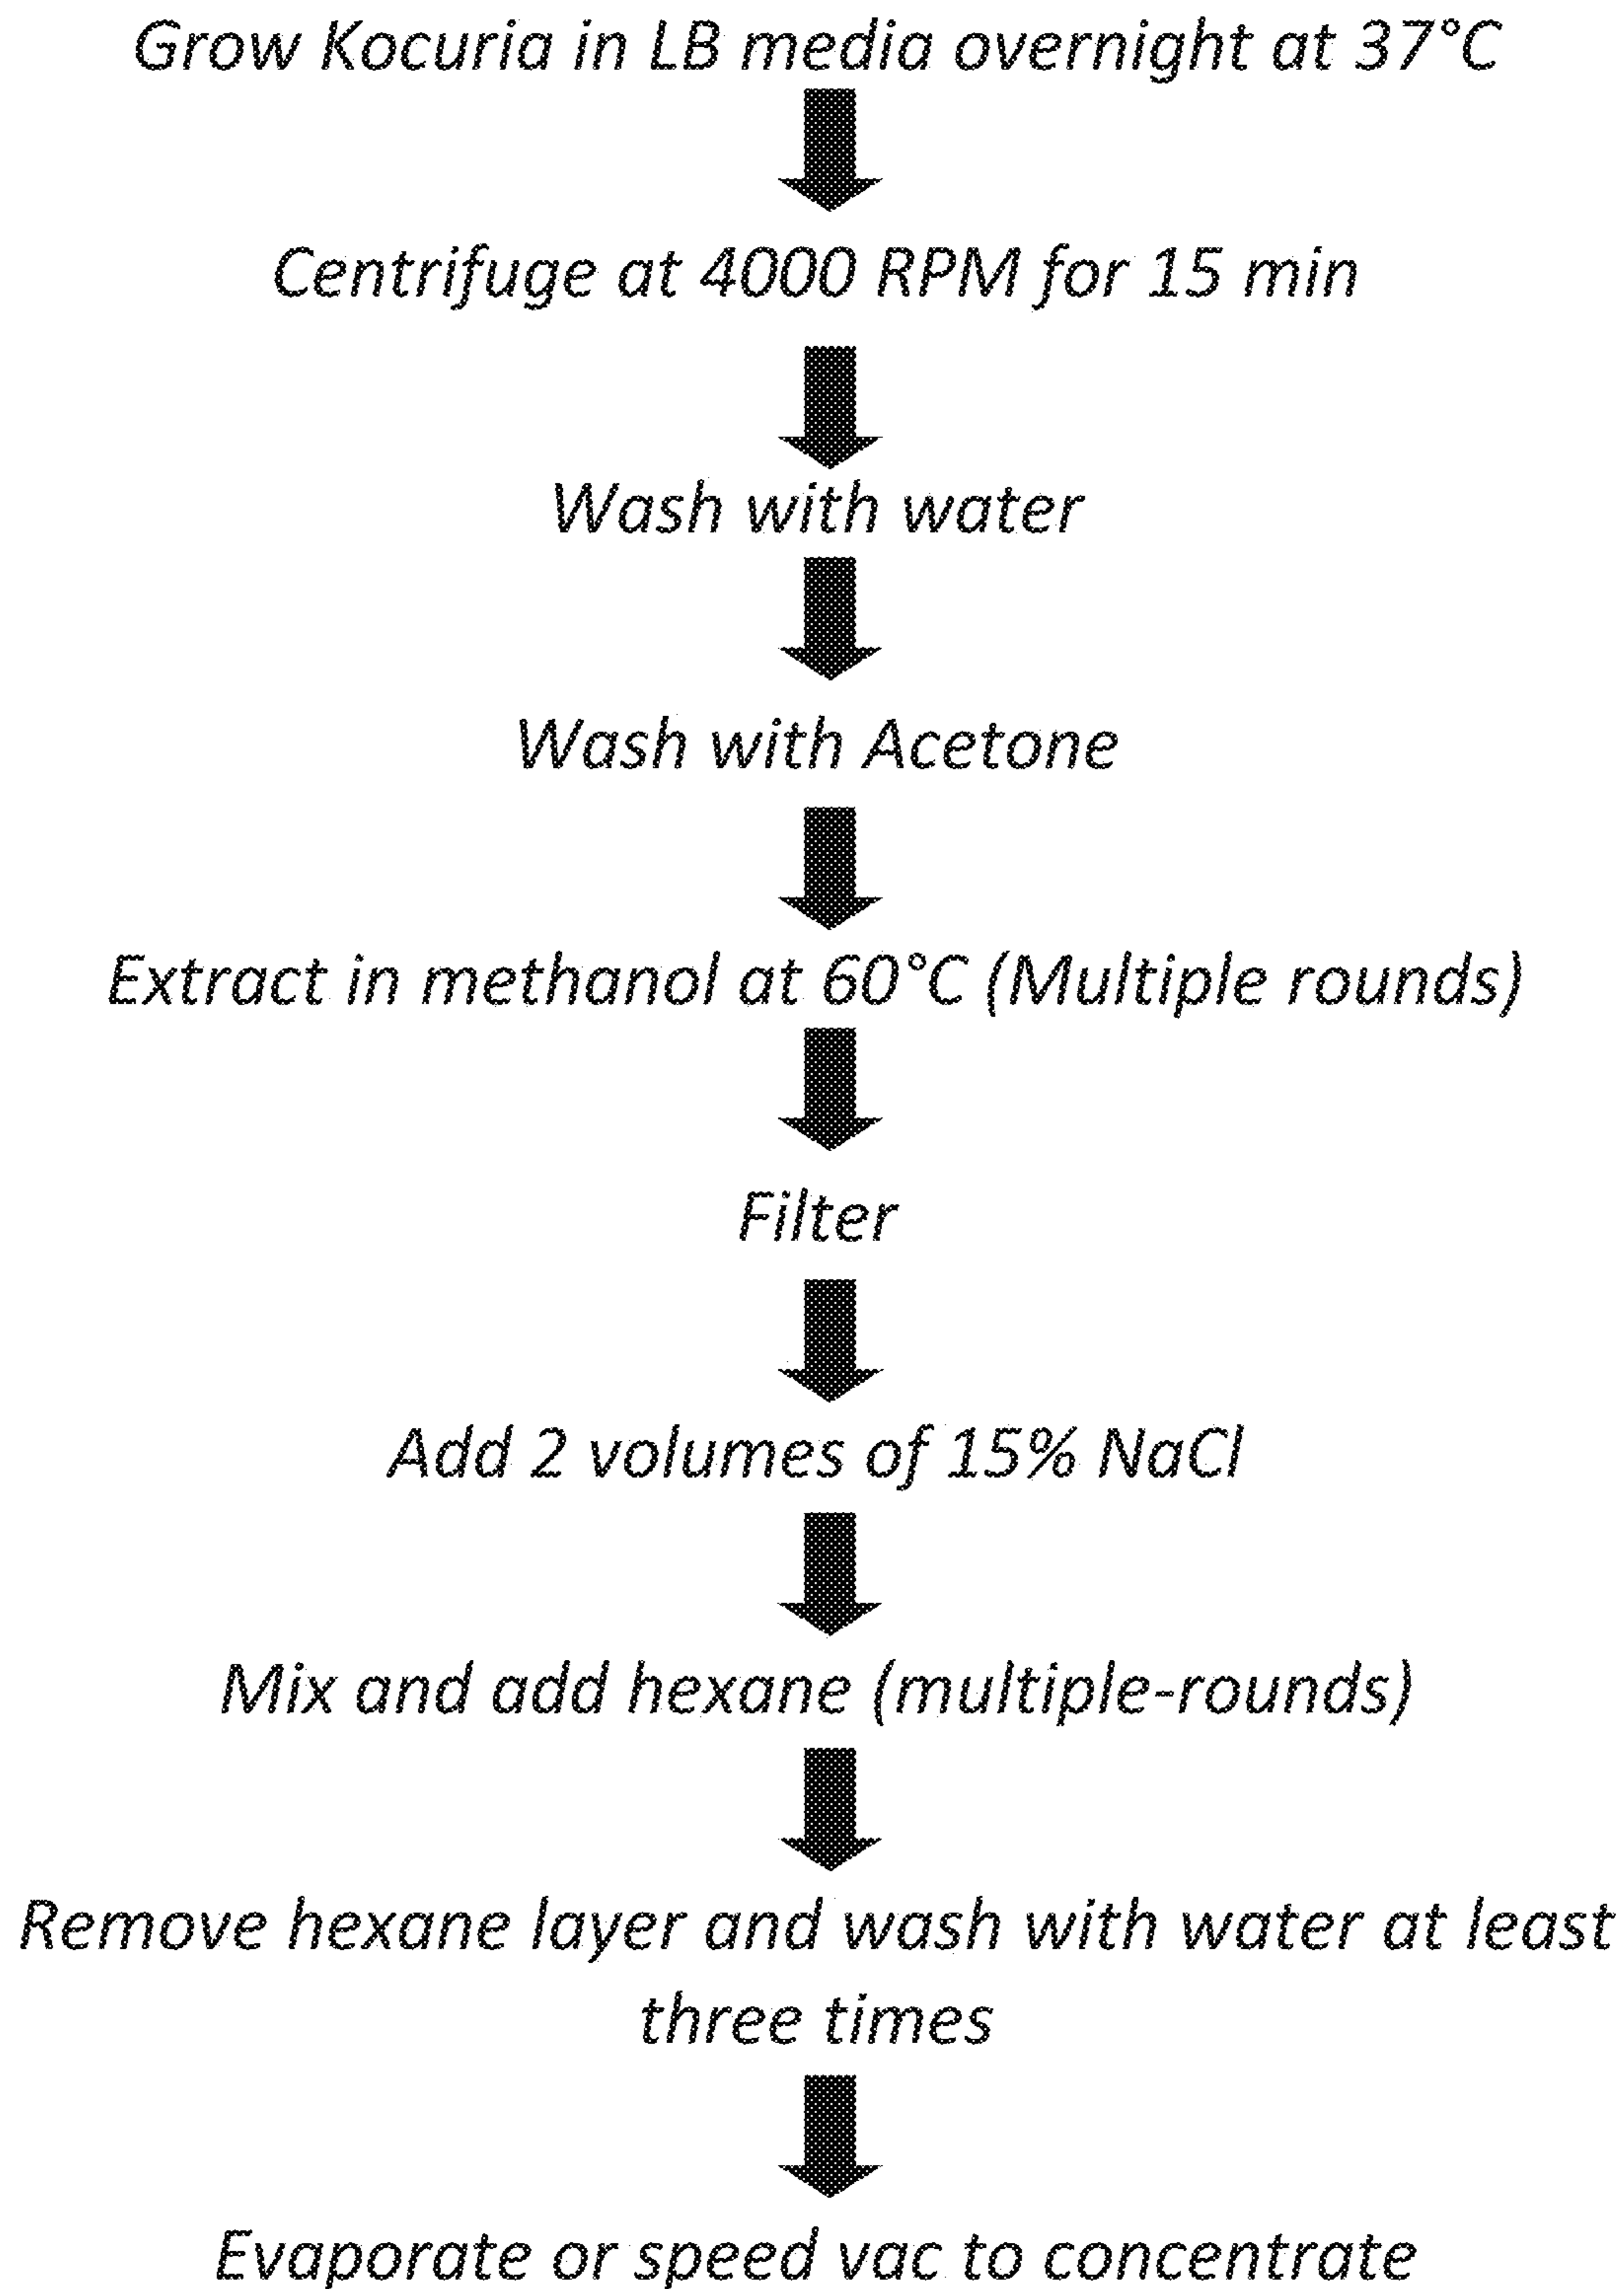 Grow Kocuria in LB media overnight at 37°C
Centrifuge at 4000 RPM for 15 min
Wash with water
Wash with Acetone
Extract in methanol at 60°C (Multiple rounds)
Filter
Add 2 volumes of 15% NaCl
Mix and add hexane (multiple-rounds)
Remove hexane layer and wash with water at least
three times
Evaporate or speed vac to concentrate